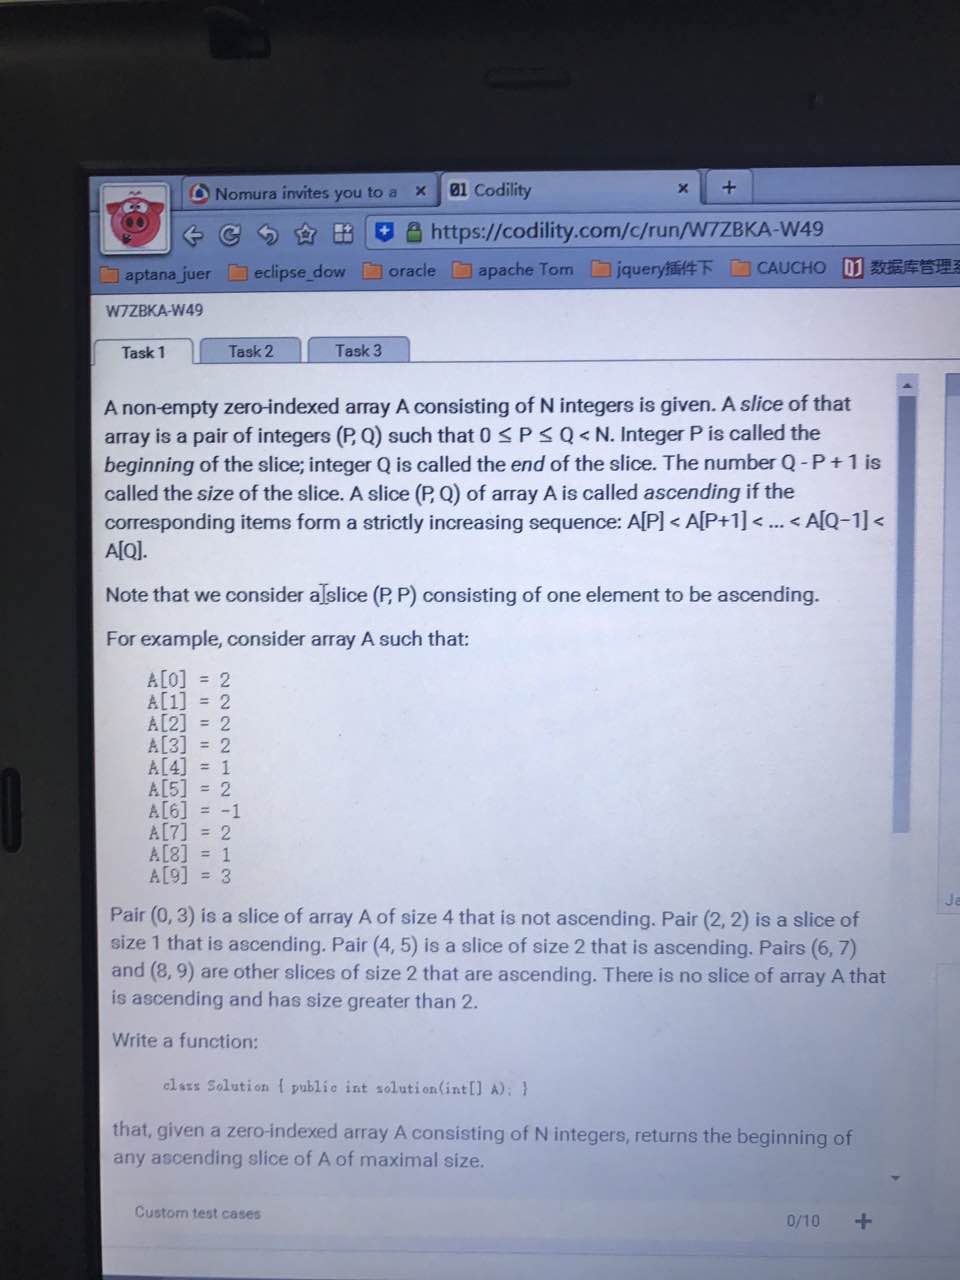 Nomura invites you to a
Codility
https://codility.com/c/run/W7ZBKA-W49
aptana_juer
eclipse_dow
oracle
apache Tom
jquery插件下
CAUCHO
数据库管理系
W7ZBKA-W49
Task 1
Task 2
Task 3
A non-empty zero-indexed array A consisting of N integers is given. A slice of that
array is a pair of integers (P, Q) such that 0 ≤ P ≤ Q < N. Integer P is called the
beginning of the slice; integer Q is called the end of the slice. The number Q - P + 1 is
called the size of the slice. A slice (P, Q) of array A is called ascending if the
corresponding items form a strictly increasing sequence: A[P] < A[P+1] < ... < A[Q−1] <
A[Q].
Note that we consider a slice (P, P) consisting of one element to be ascending.
For example, consider array A such that:
A[0] = 2
A[1] = 2
A[2] = 2
A[3] = 2
A[4] = 1
A[5] = 2
A[6] = -1
A[7] = 2
A[8] = 1
A[9] = 3
Pair (0, 3) is a slice of array A of size 4 that is not ascending. Pair (2, 2) is a slice of
size 1 that is ascending. Pair (4, 5) is a slice of size 2 that is ascending. Pairs (6, 7)
and (8, 9) are other slices of size 2 that are ascending. There is no slice of array A that
is ascending and has size greater than 2.
Write a function:
class Solution { public int solution(int[] A); }
that, given a zero-indexed array A consisting of N integers, returns the beginning of
any ascending slice of A of maximal size.
Custom test cases
0/10